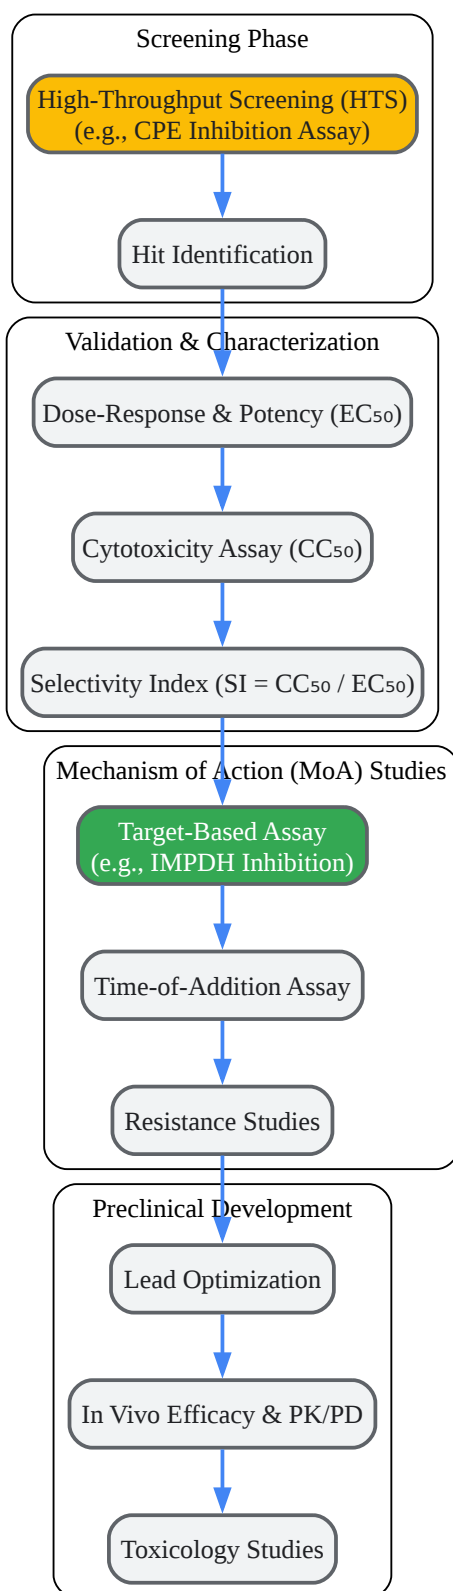 Screening Phase
High-Throughput Screening (HTS)
(e.g., CPE Inhibition Assay)
Hit Identification
Validation & Characterization
Dose-Response & Potency (EC₅₀)
Cytotoxicity Assay (CC₅₀)
Selectivity Index (SI = CC₅₀ / EC₅₀)
Mechanism of Action (MoA) Studies
Target-Based Assay
(e.g., IMPDH Inhibition)
Time-of-Addition Assay
Resistance Studies
Preclinical Development
Lead Optimization
In Vivo Efficacy & PK/PD
Toxicology Studies